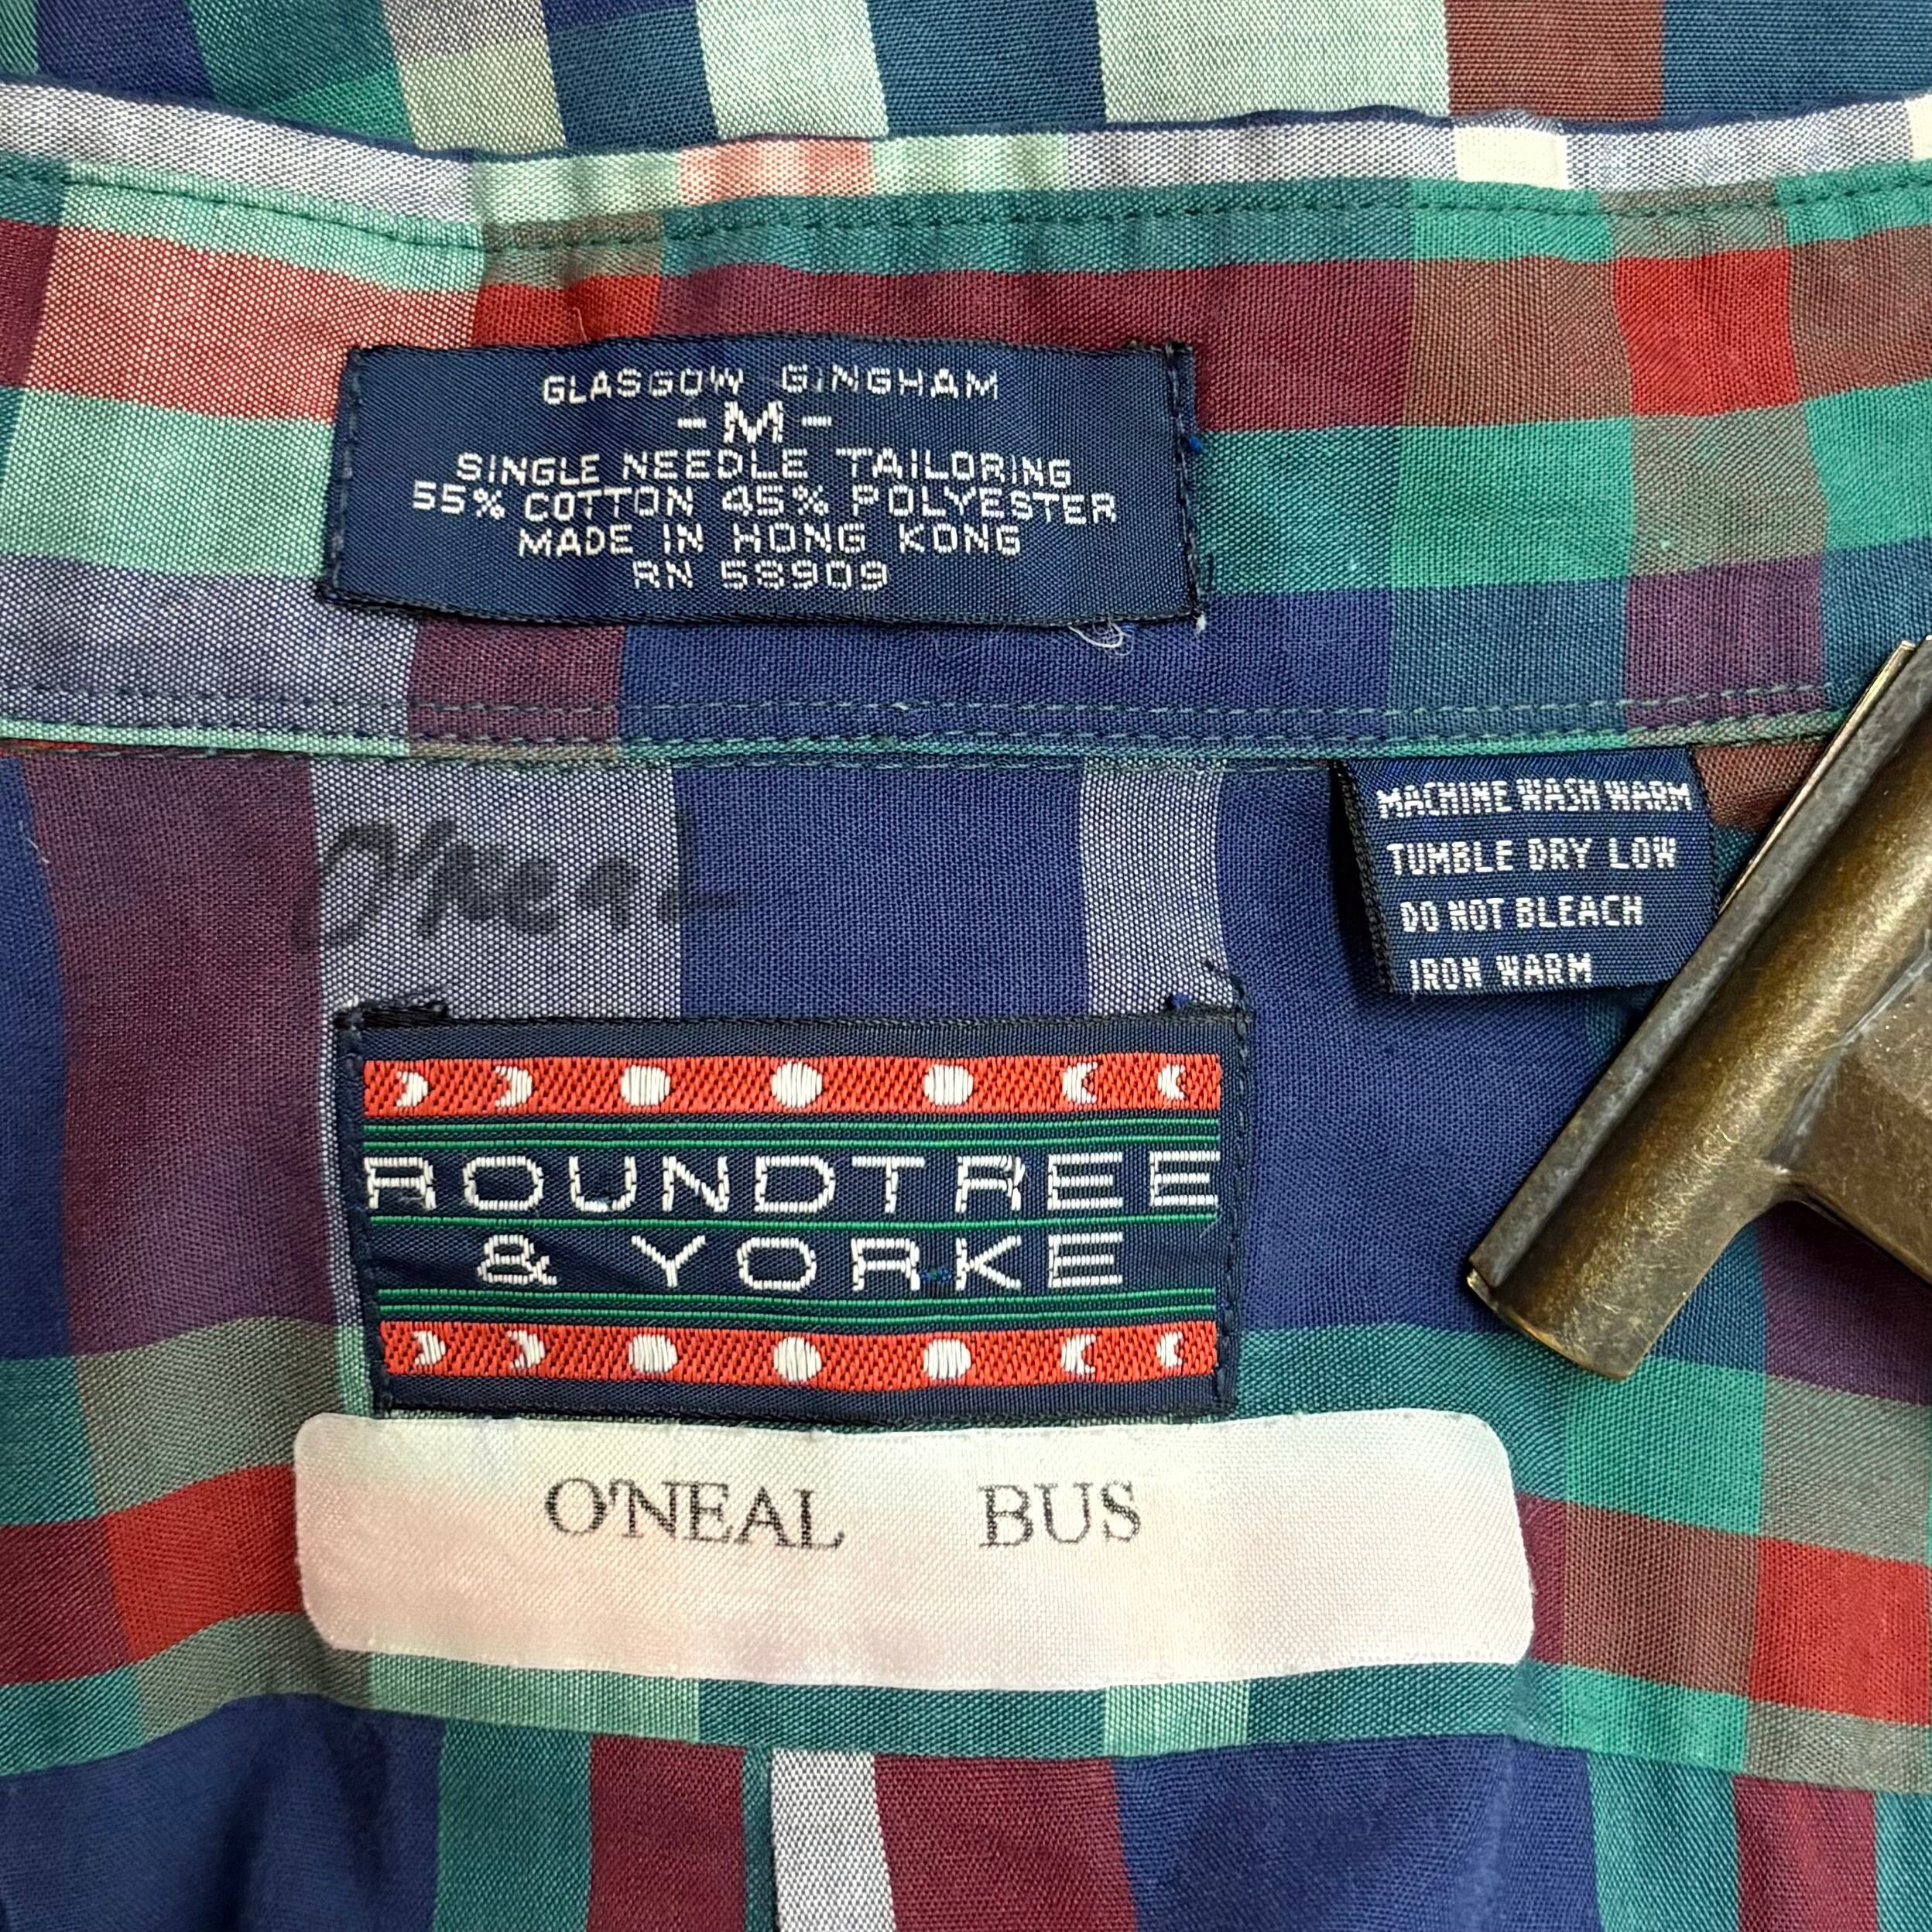 GLASGOW GINGHAM
-M-
SINGLE NEEDLE TAILORING
55% COTTON 45% POLYESTER
MADE IN HONG KONG
RN 58909
MACHINE WASH WARM
TUMBLE DRY LOW
DO NOT BLEACH
IRON WARM
O'Neal
ROUNDTREE
& YORKE
O'NEAL BUS